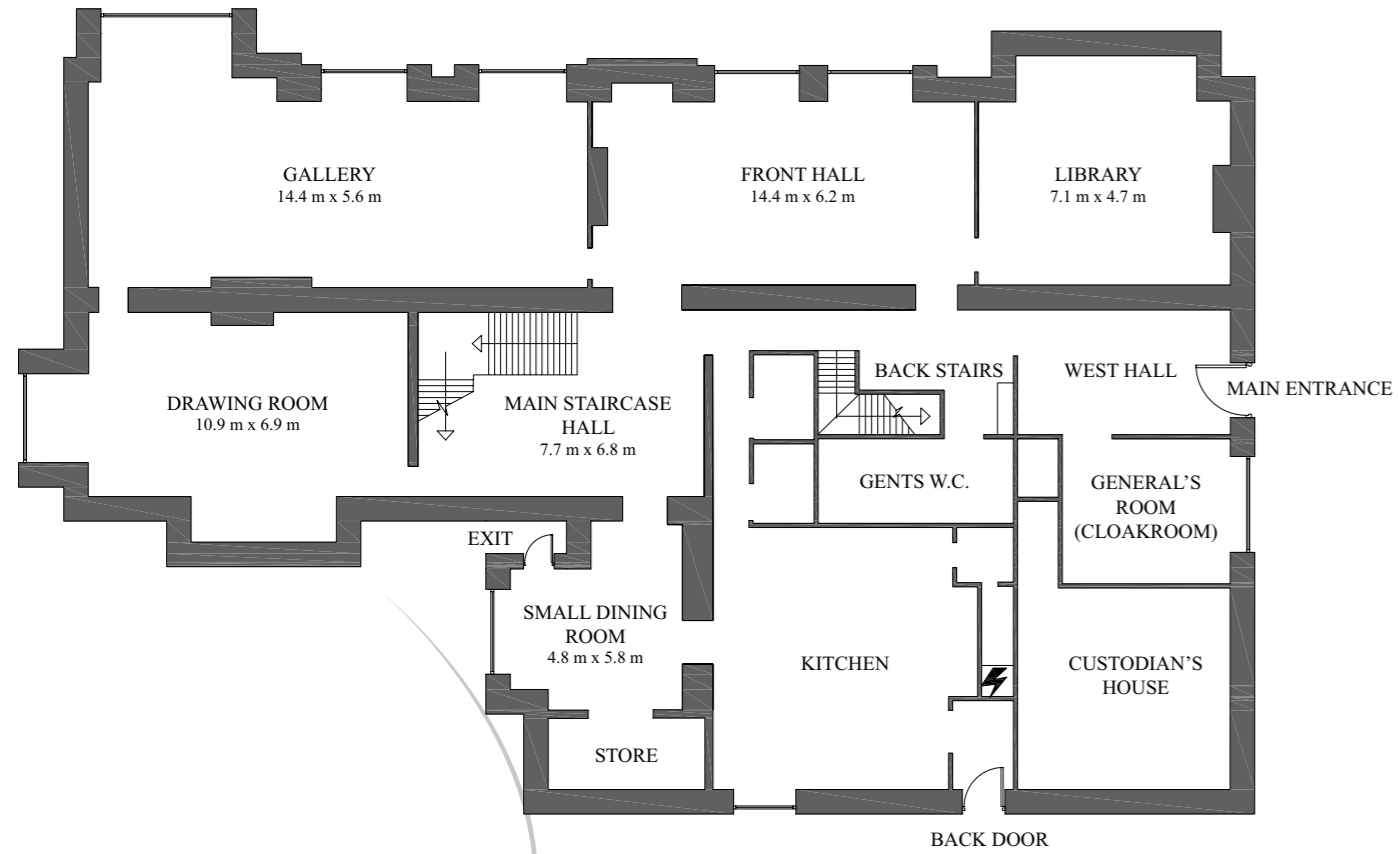 GALLERY
14.4 m x 5.6 m
FRONT HALL
14.4 m x 6.2 m
LIBRARY
7.1 m x 4.7 m
DRAWING ROOM
10.9 m x 6.9 m
MAIN STAIRCASE
HALL
7.7 m x 6.8 m
BACK STAIRS
WEST HALL
MAIN ENTRANCE
GENTS W.C.
GENERAL'S
ROOM
(CLOAKROOM)
EXIT
SMALL DINING
ROOM
4.8 m x 5.8 m
KITCHEN
CUSTODIAN'S
HOUSE
STORE
BACK DOOR